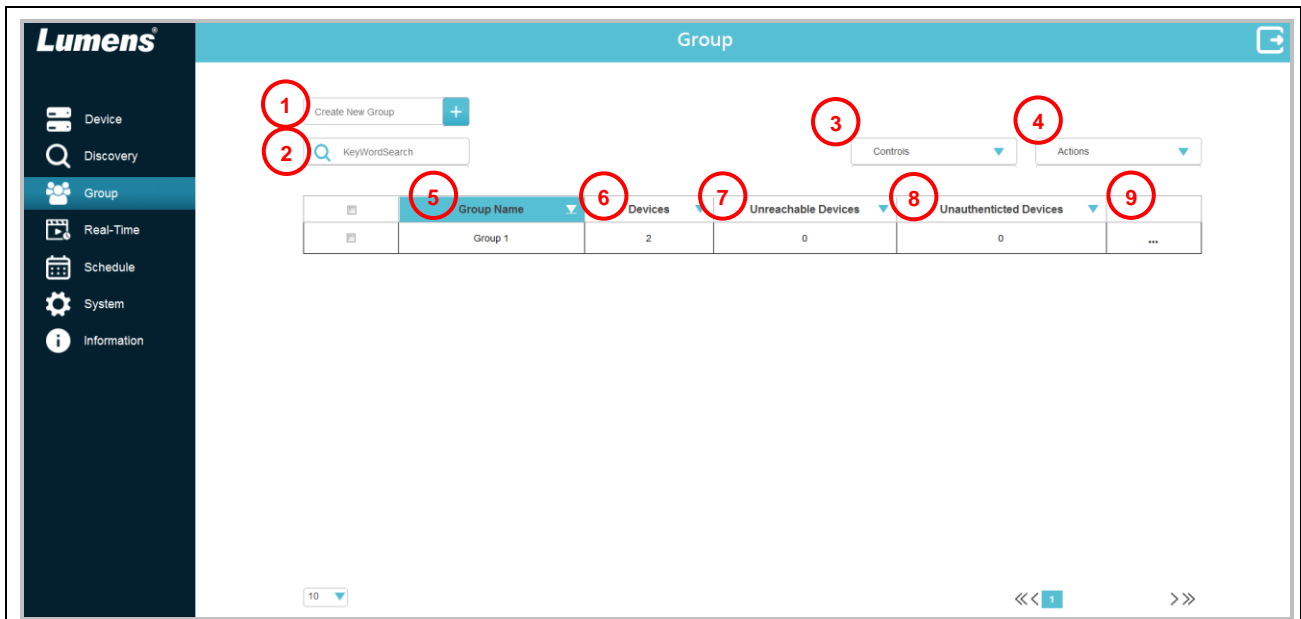 Lumens®
Group
Device
Discovery
Group
Real-Time
Schedule
System
Information
1
Create New Group +
2
KeyWordSearch
3
Controls
4
Actions
5 Group Name 6 Devices 7 Unreachable Devices 8 Unauthenticted Devices 9
Group 1 2 0 0 ...
10
1